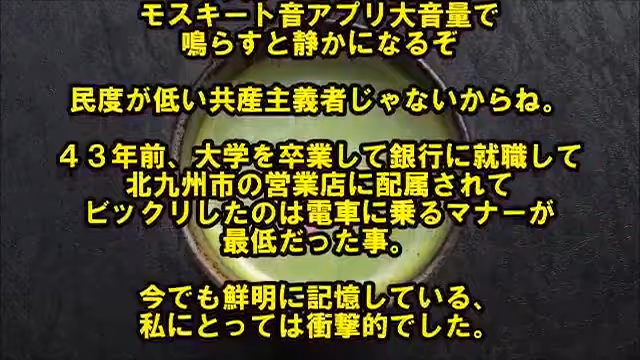 モスキート音アプリ大音量で
鳴らすと静かになるぞ
民度が低い共産主義者じゃないからね。
４３年前、大学を卒業して銀行に就職して
北九州市の営業店に配属されて
ビックリしたのは電車に乗るマナーが
最低だった事。
今でも鮮明に記憶している、
私にとっては衝撃的でした。